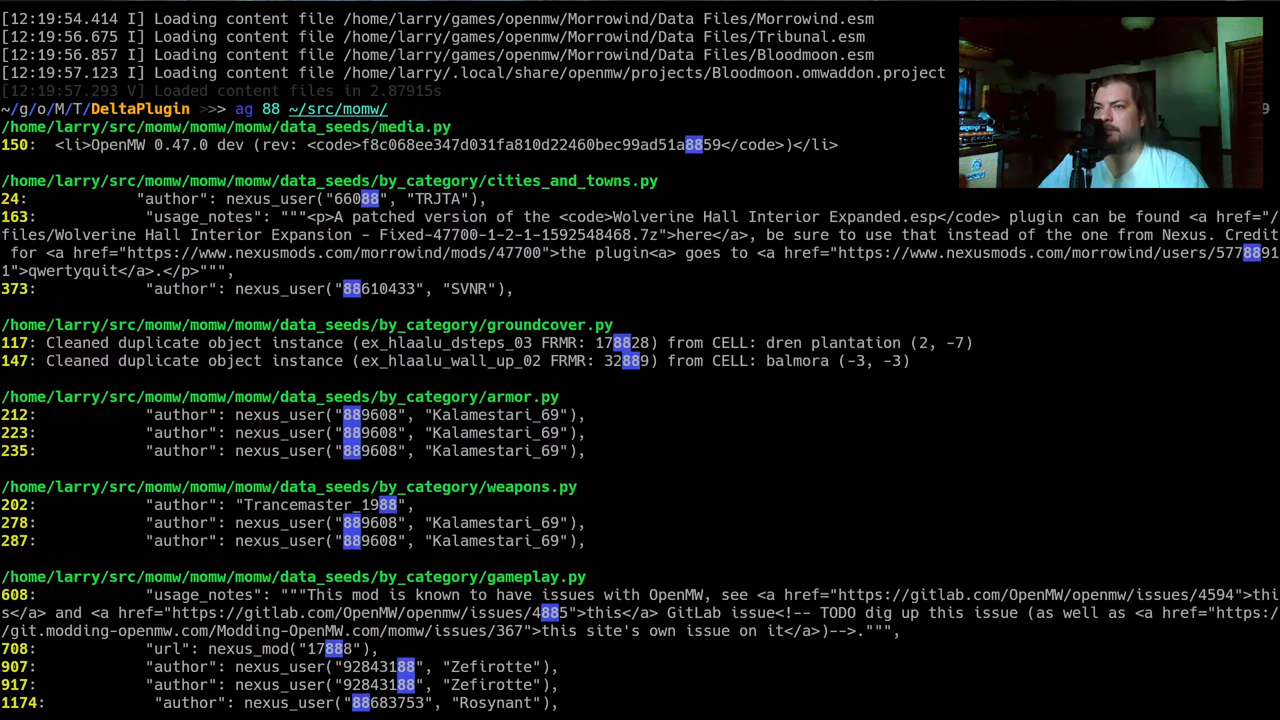 [12:19:54.414 I] Loading content file /home/larry/games/openmw/Morrowind/Data Files/Morrowind.esm
[12:19:56.675 I] Loading content file /home/larry/games/openmw/Morrowind/Data Files/Tribunal.esm
[12:19:56.857 I] Loading content file /home/larry/games/openmw/Morrowind/Data Files/Bloodmoon.esm
[12:19:57.123 I] Loading content file /home/larry/.local/share/openmw/projects/Bloodmoon.omwaddon.project
[12:19:57.293 V] Loaded content files in 2.87915s
~/g/o/M/T/DeltaPlugin >>> ag 88 ~/src/momw/
9
/home/larry/src/momw/momw/momw/data_seeds/media.py
150:  <li>OpenMW 0.47.0 dev (rev: <code>f8c068ee347d031fa810d22460bec99ad51a8859</code>)</li>
/home/larry/src/momw/momw/momw/data_seeds/by_category/cities_and_towns.py
24:            "author": nexus_user("66088", "TRJTA"),
163:            "usage_notes": """<p>A patched version of the <code>Wolverine Hall Interior Expanded.esp</code> plugin can be found <a href="/
files/Wolverine Hall Interior Expansion - Fixed-47700-1-2-1-1592548468.7z">here</a>, be sure to use that instead of the one from Nexus. Credit
 for <a href="https://www.nexusmods.com/morrowind/mods/47700">the plugin<a> goes to <a href="https://www.nexusmods.com/morrowind/users/5778891
1">qwertyquit</a>.</p>""",
373:            "author": nexus_user("88610433", "SVNR"),
/home/larry/src/momw/momw/momw/data_seeds/by_category/groundcover.py
117: Cleaned duplicate object instance (ex_hlaalu_dsteps_03 FRMR: 178828) from CELL: dren plantation (2, -7)
147: Cleaned duplicate object instance (ex_hlaalu_wall_up_02 FRMR: 32889) from CELL: balmora (-3, -3)
/home/larry/src/momw/momw/momw/data_seeds/by_category/armor.py
212:            "author": nexus_user("889608", "Kalamestari_69"),
223:            "author": nexus_user("889608", "Kalamestari_69"),
235:            "author": nexus_user("889608", "Kalamestari_69"),
/home/larry/src/momw/momw/momw/data_seeds/by_category/weapons.py
202:            "author": "Trancemaster_1988",
278:            "author": nexus_user("889608", "Kalamestari_69"),
287:            "author": nexus_user("889608", "Kalamestari_69"),
/home/larry/src/momw/momw/momw/data_seeds/by_category/gameplay.py
608:            "usage_notes": """This mod is known to have issues with OpenMW, see <a href="https://gitlab.com/OpenMW/openmw/issues/4594">thi
s</a> and <a href="https://gitlab.com/OpenMW/openmw/issues/4885">this</a> GitLab issue<!-- TODO dig up this issue (as well as <a href="https:/
/git.modding-openmw.com/Modding-OpenMW.com/momw/issues/367">this site's own issue on it</a>)-->.""",
708:            "url": nexus_mod("17888"),
907:            "author": nexus_user("92843188", "Zefirotte"),
917:            "author": nexus_user("92843188", "Zefirotte"),
1174:            "author": nexus_user("88683753", "Rosynant"),